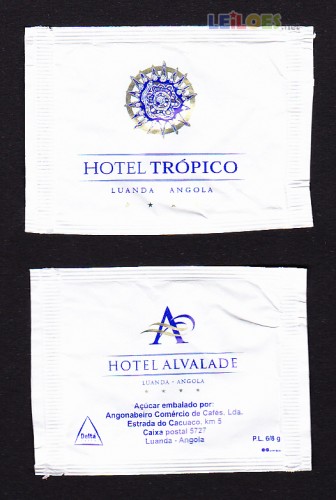 LEiLOES
HOTEL TRÓPICO
LUANDA ANGOLA
HOTEL ALVALADE
LUANDA - ANGOLA
Açúcar embalado por:
Angonabeiro Comércio de Cafés, Lda.
Estrada do Cacuaco, km 5
Caixa postal 5727
Luanda - Angola
Delta
P.L. 6/8 g